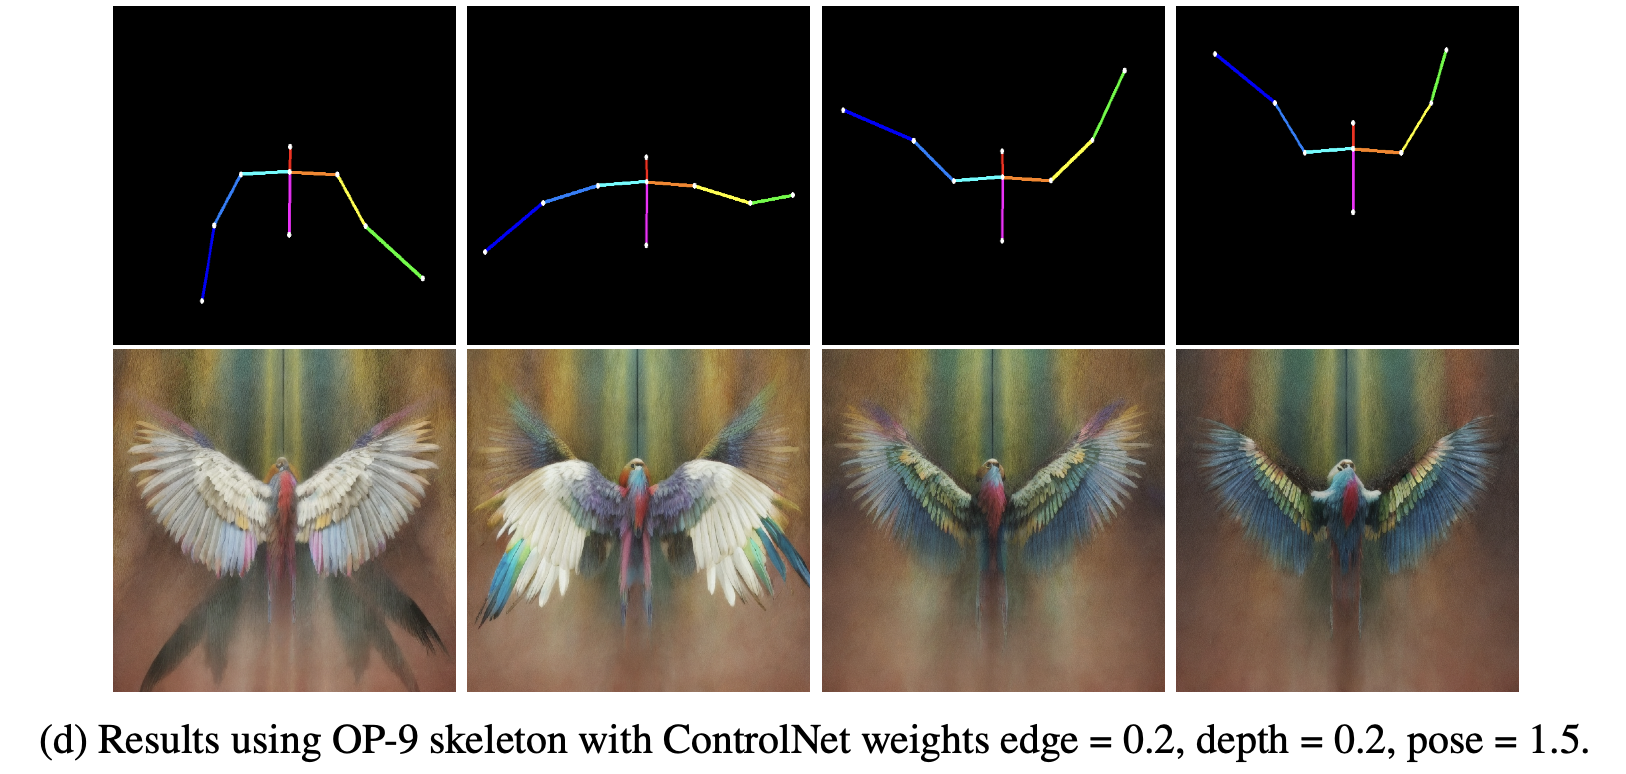 (d) Results using OP-9 skeleton with ControlNet weights edge = 0.2, depth = 0.2, pose = 1.5.